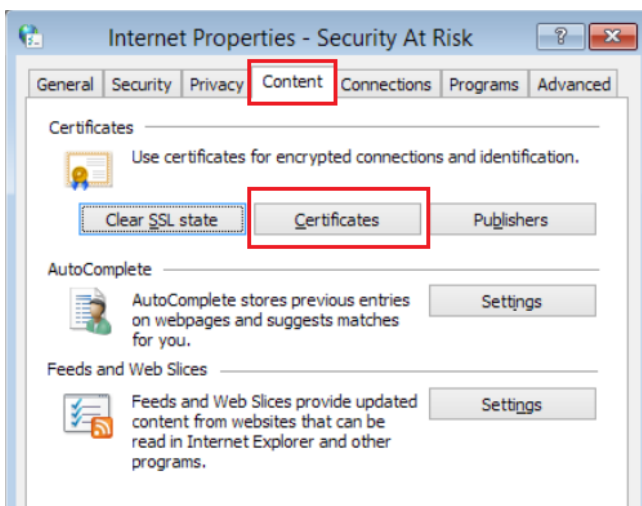 Internet Properties - Security At Risk
?
General Security Privacy Content Connections Programs Advanced
Certificates
Use certificates for encrypted connections and identification.
Clear SSL state Certificates Publishers
AutoComplete
AutoComplete stores previous entries
on webpages and suggests matches
for you.
Settings
Feeds and Web Slices
Feeds and Web Slices provide updated
content from websites that can be
read in Internet Explorer and other
programs.
Settings